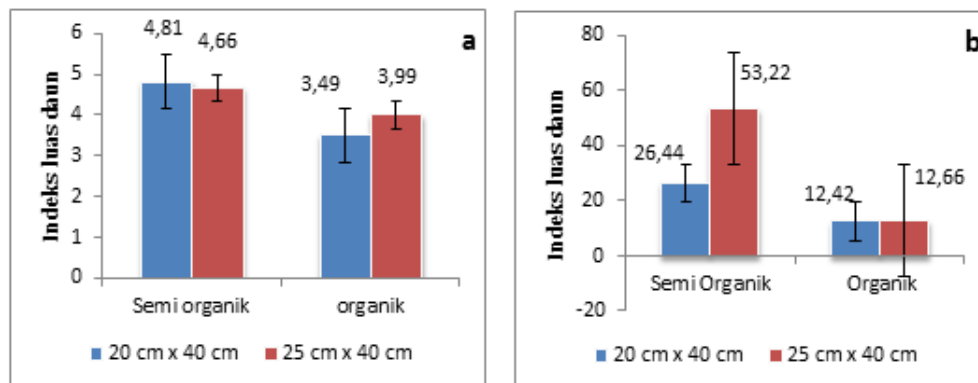 a
Indeks luas daun
6
5
4
3
2
1
0
4,81
4,66
3,49
3,99
Semi organik
organik
20 cm x 40 cm
25 cm x 40 cm
b
Indeks luas daun
80
60
40
20
0
-20
26,44
53,22
12,42
12,66
Semi Organik
Organik
20 cm x 40 cm
25 cm x 40 cm